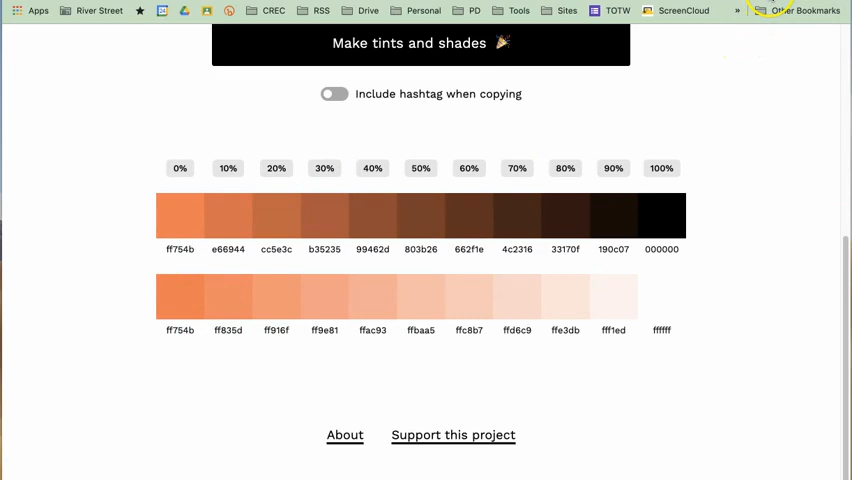 Apps River Street CREC RSS Drive Personal PD Tools Sites TOTW ScreenCloud » Other Bookmarks
Make tints and shades
Include hashtag when copying
0% 10% 20% 30% 40% 50% 60% 70% 80% 90% 100%
ff754b e66944 cc5e3c b35235 99462d 803b26 662f1e 4c2316 33170f 190c07 000000
ff754b ff835d ff916f ff9e81 ffac93 ffbaa5 ffc8b7 ffd6c9 ffe3db fff1ed ffffff
About Support this project